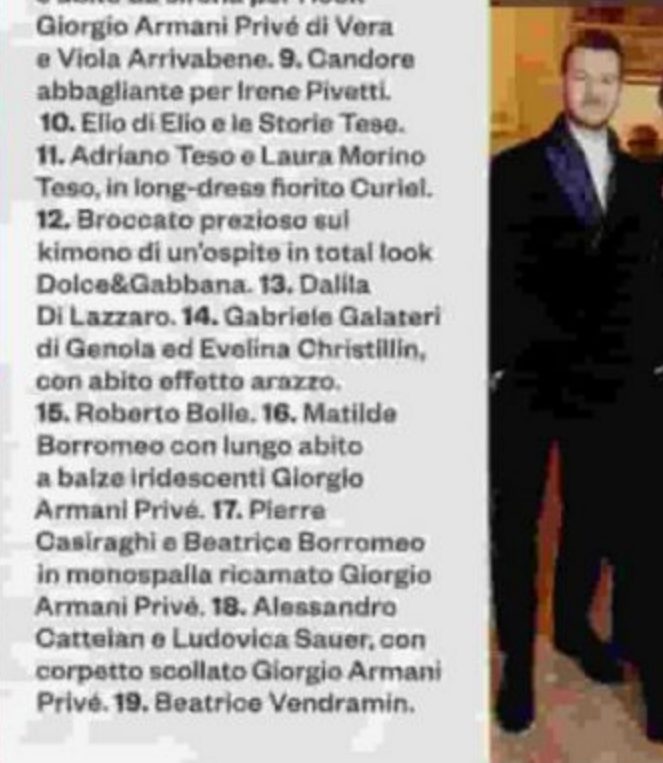 Giorgio Armani Privé di Vera
e Viola Arrivabene. 9. Candore
abbagliante per Irene Pivetti.
10. Elio di Elio e le Storie Tese.
11. Adriano Teso e Laura Morino
Teso, in long-dress fiorito Curiel.
12. Broccato prezioso sul
kimono di un'ospite in total look
Dolce&Gabbana. 13. Dalila
Di Lazzaro. 14. Gabriele Galateri
di Genola ed Evelina Christillin,
con abito effetto arazzo.
15. Roberto Bolle. 16. Matilde
Borromeo con lungo abito
a balze iridescenti Giorgio
Armani Privé. 17. Pierre
Casiraghi e Beatrice Borromeo
in monospalla ricamato Giorgio
Armani Privé. 18. Alessandro
Cattelan e Ludovica Sauer, con
corpetto scollato Giorgio Armani
Privé. 19. Beatrice Vendramin.